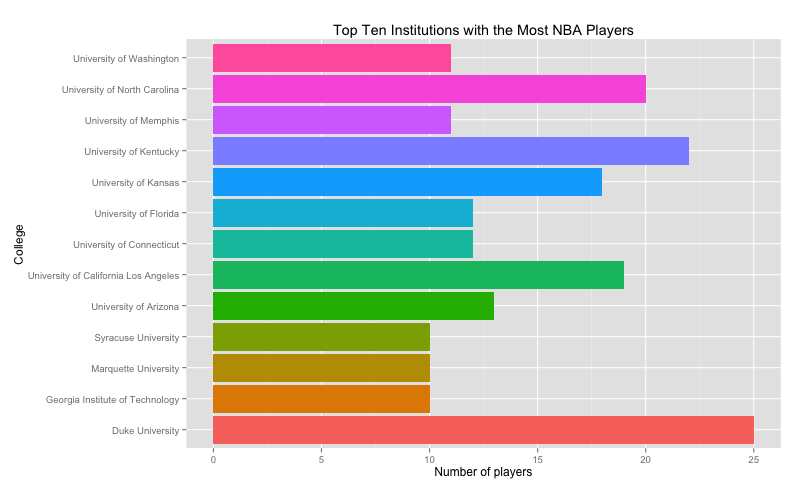 Top Ten Institutions with the Most NBA Players
University of Washington
University of North Carolina
University of Memphis
University of Kentucky
University of Kansas
University of Florida
University of Connecticut
University of California Los Angeles
University of Arizona
Syracuse University
Marquette University
Georgia Institute of Technology
Duke University
College
0 5 10 15 20 25
Number of players